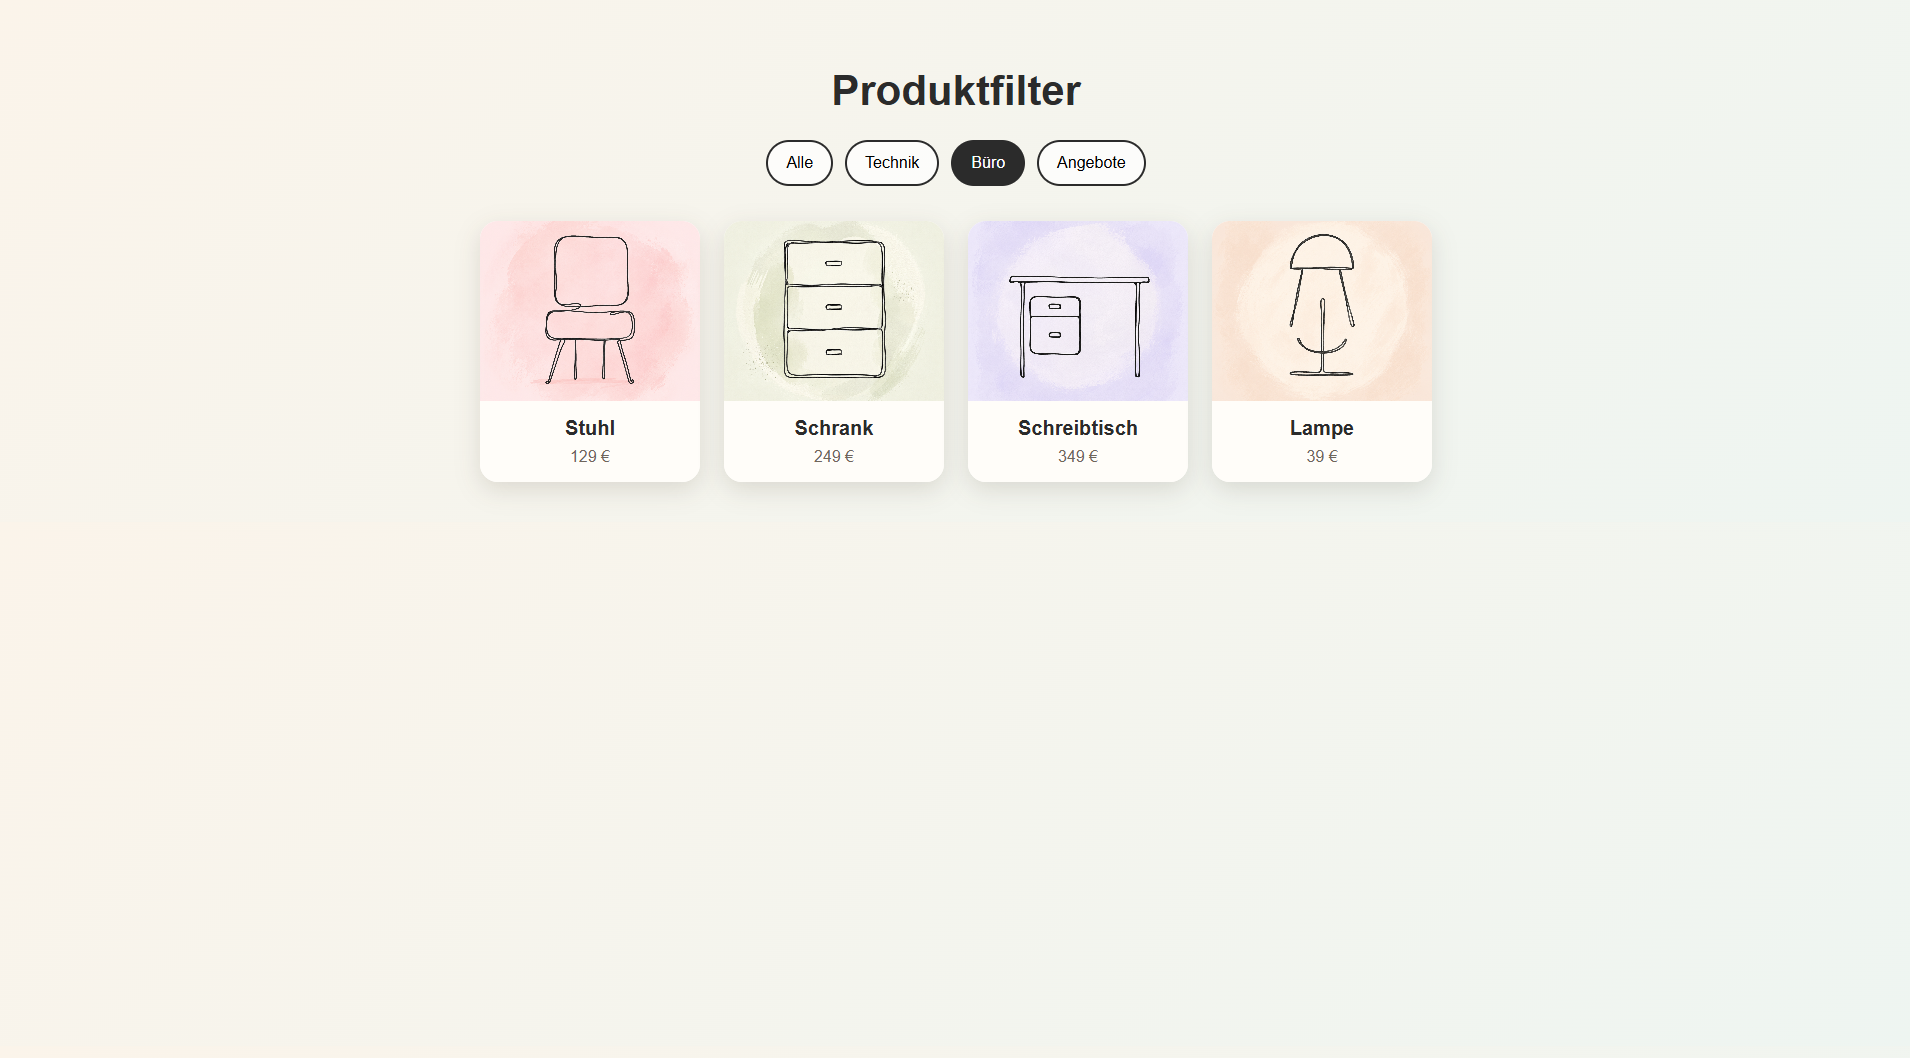 Produktfilter
Alle Technik Büro Angebote
Stuhl Schrank Schreibtisch Lampe
129 € 249 € 349 € 39 €